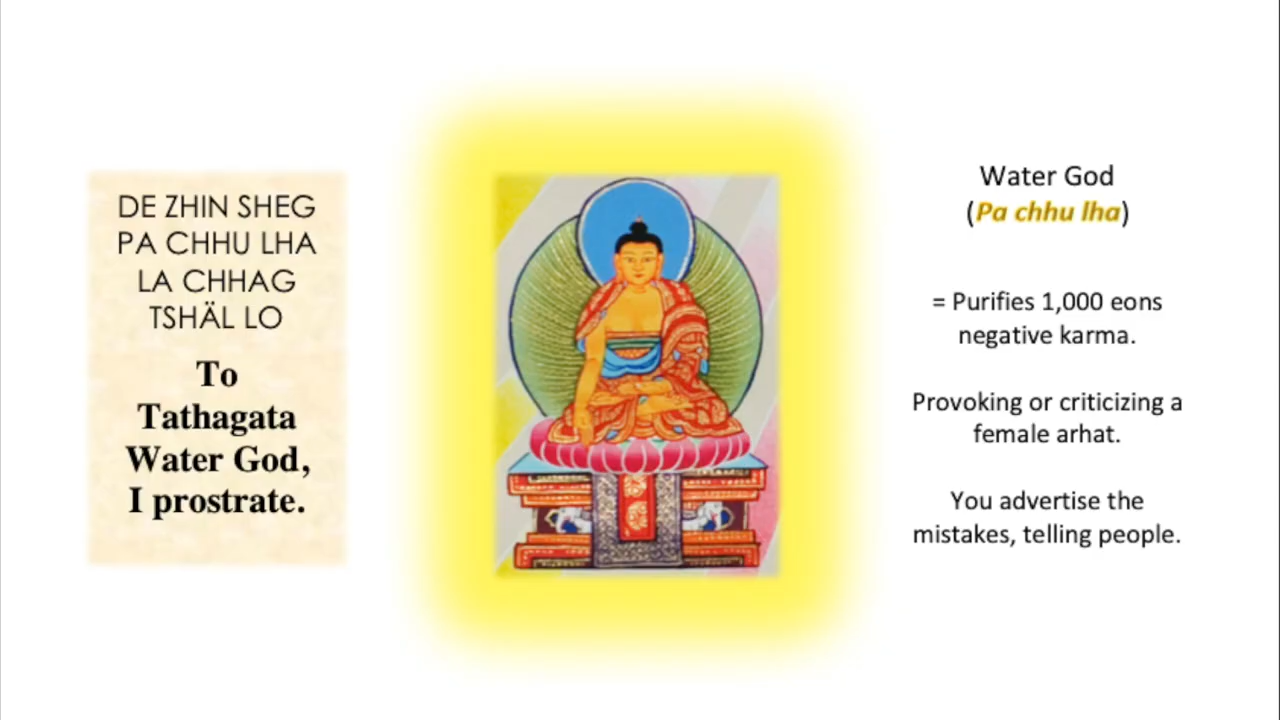 DE ZHIN SHEG
PA CHHU LHA
LA CHHAG
TSHÄL LO
To
Tathagata
Water God,
I prostrate.
Water God
(Pa chhu lha)
= Purifies 1,000 eons
negative karma.
Provoking or criticizing a
female arhat.
You advertise the
mistakes, telling people.